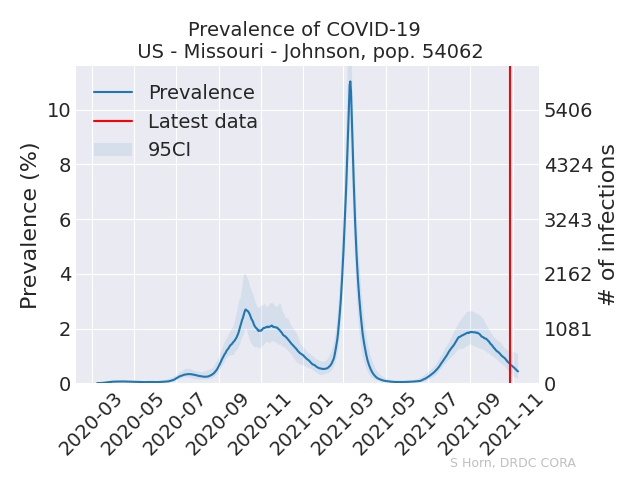 Prevalence of COVID-19
US - Missouri - Johnson, pop. 54062
Prevalence
Latest data
95CI
Prevalence (%)
10
8
6
4
2
0
5406
4324
3243
2162
1081
0
# of infections
2020-03
2020-05
2020-07
2020-09
2020-11
2021-01
2021-03
2021-05
2021-07
2021-09
2021-11
S Horn, DRDC CORA